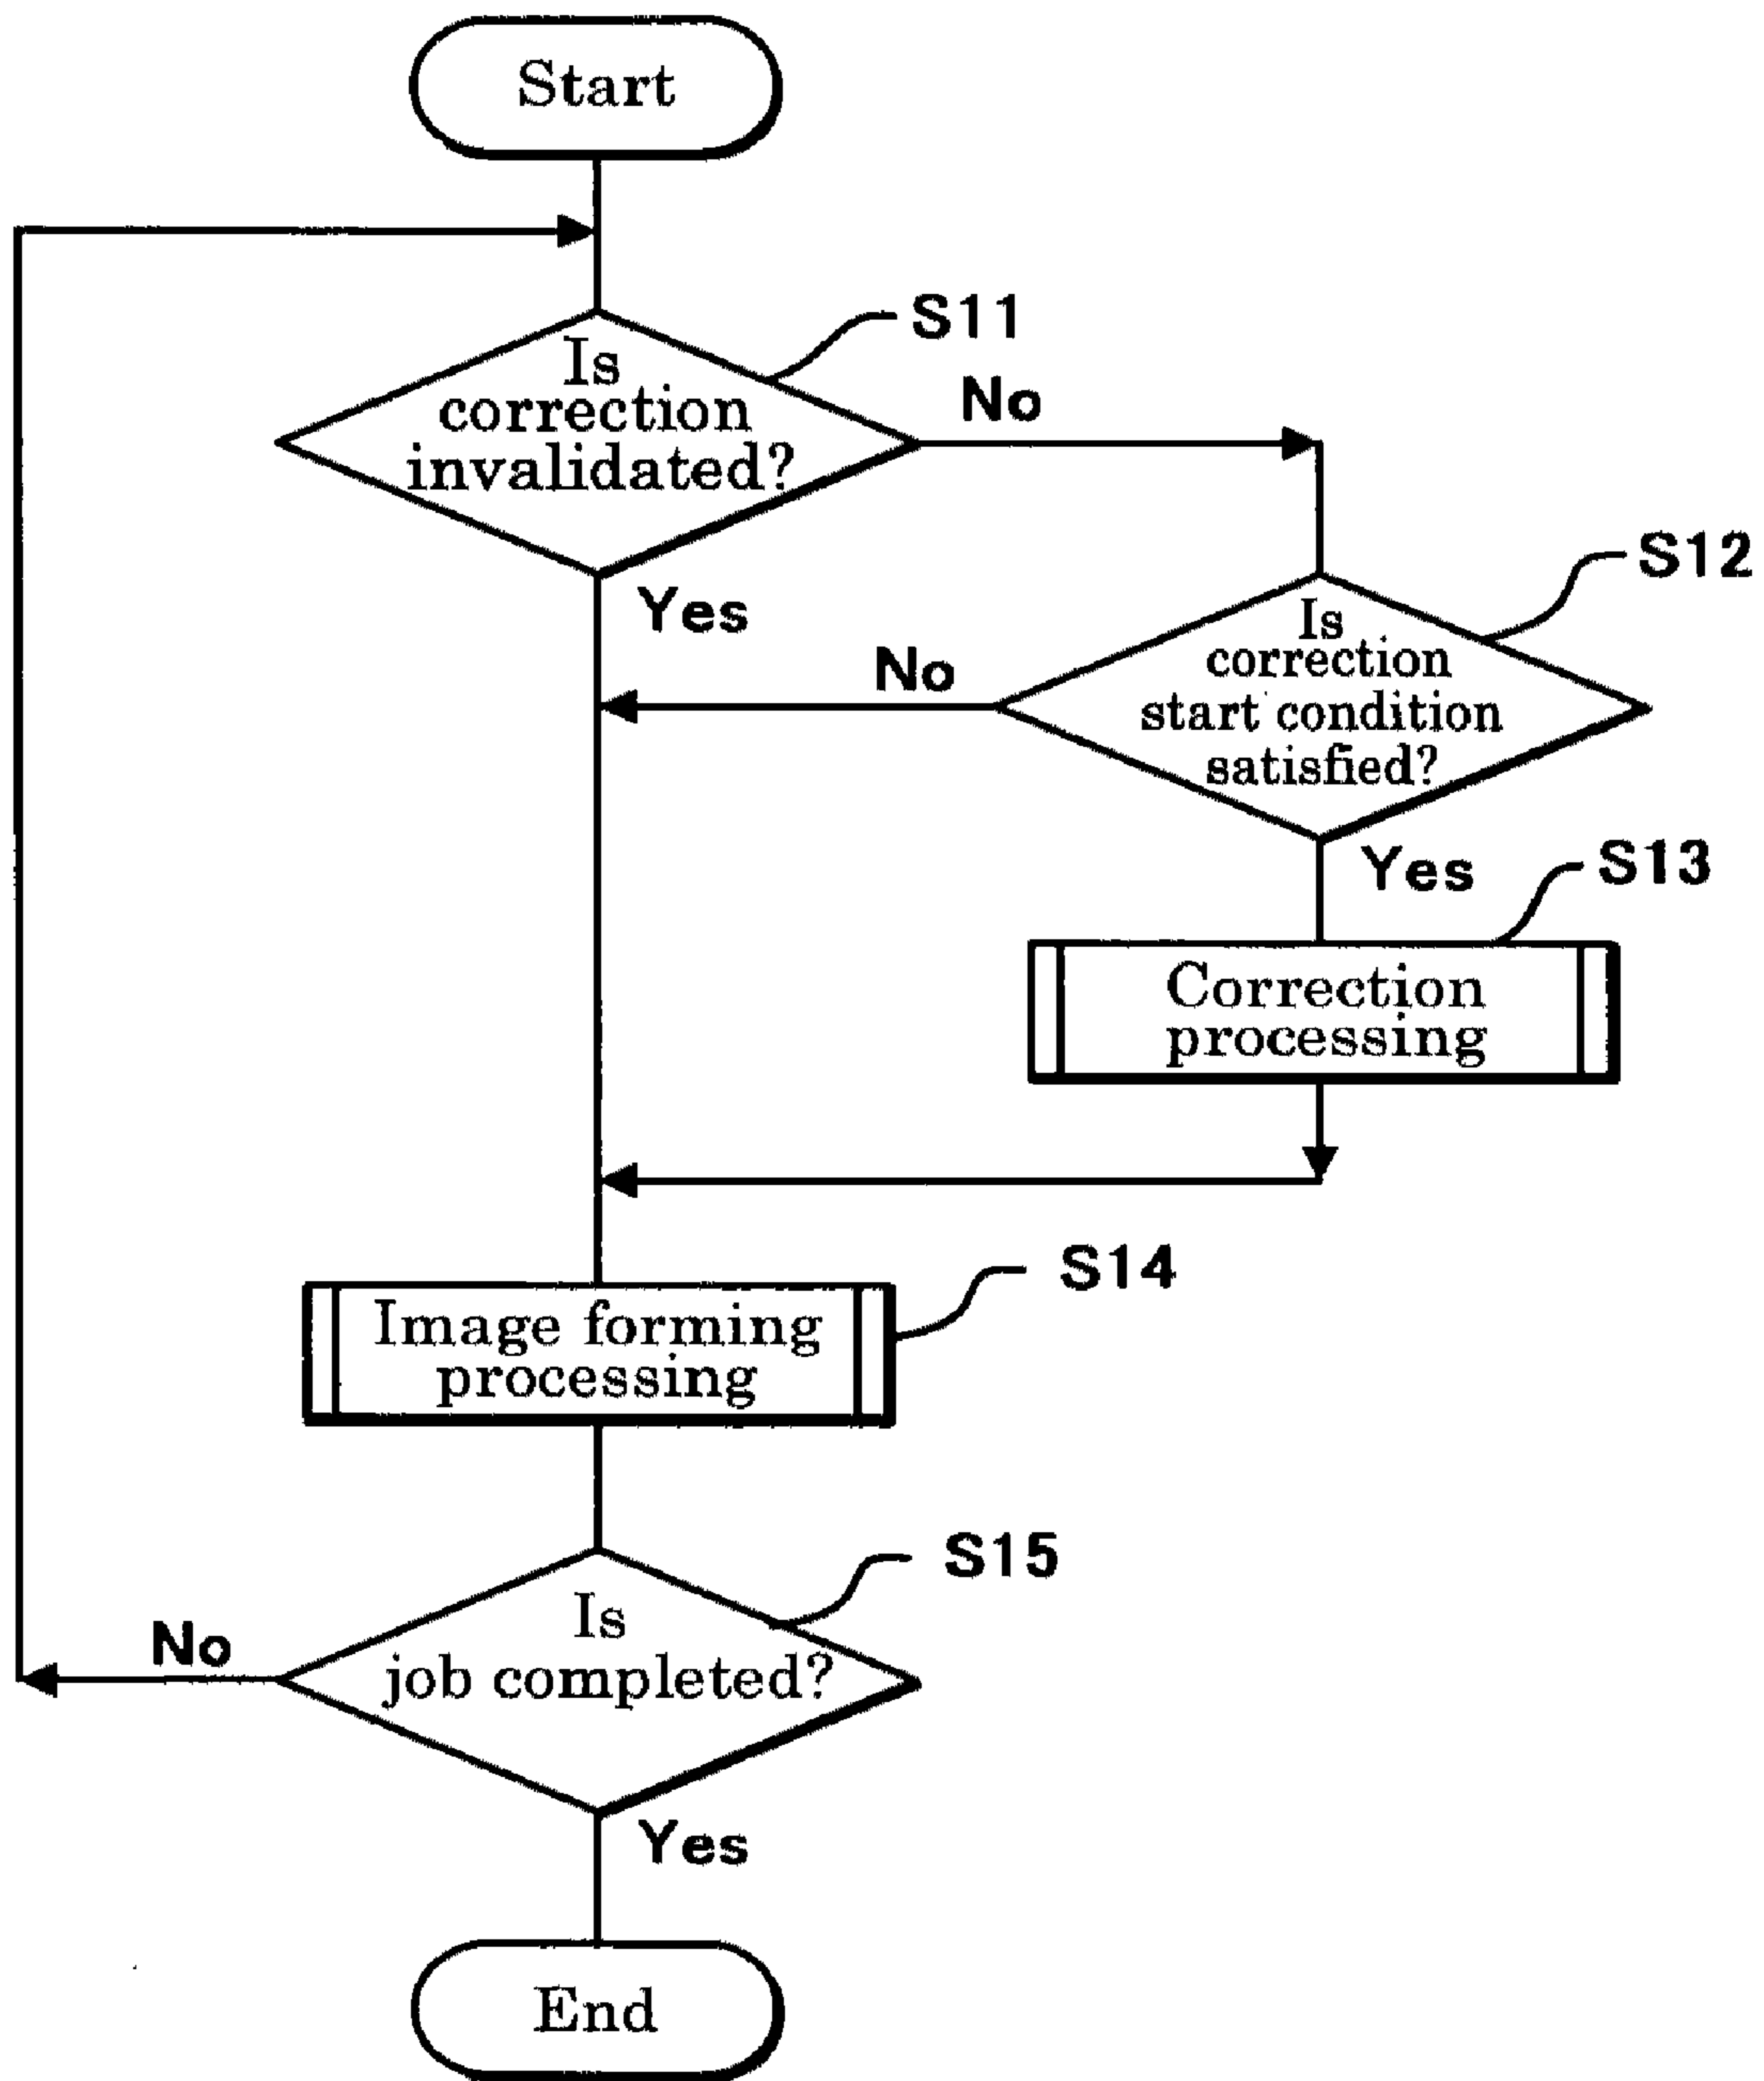 Start
S11
Is
correction
invalidated?
No
Yes
S12
Is
correction
start condition
satisfied?
No
Yes
S13
Correction
processing
S14
Image forming
processing
S15
Is
job completed?
No
Yes
End